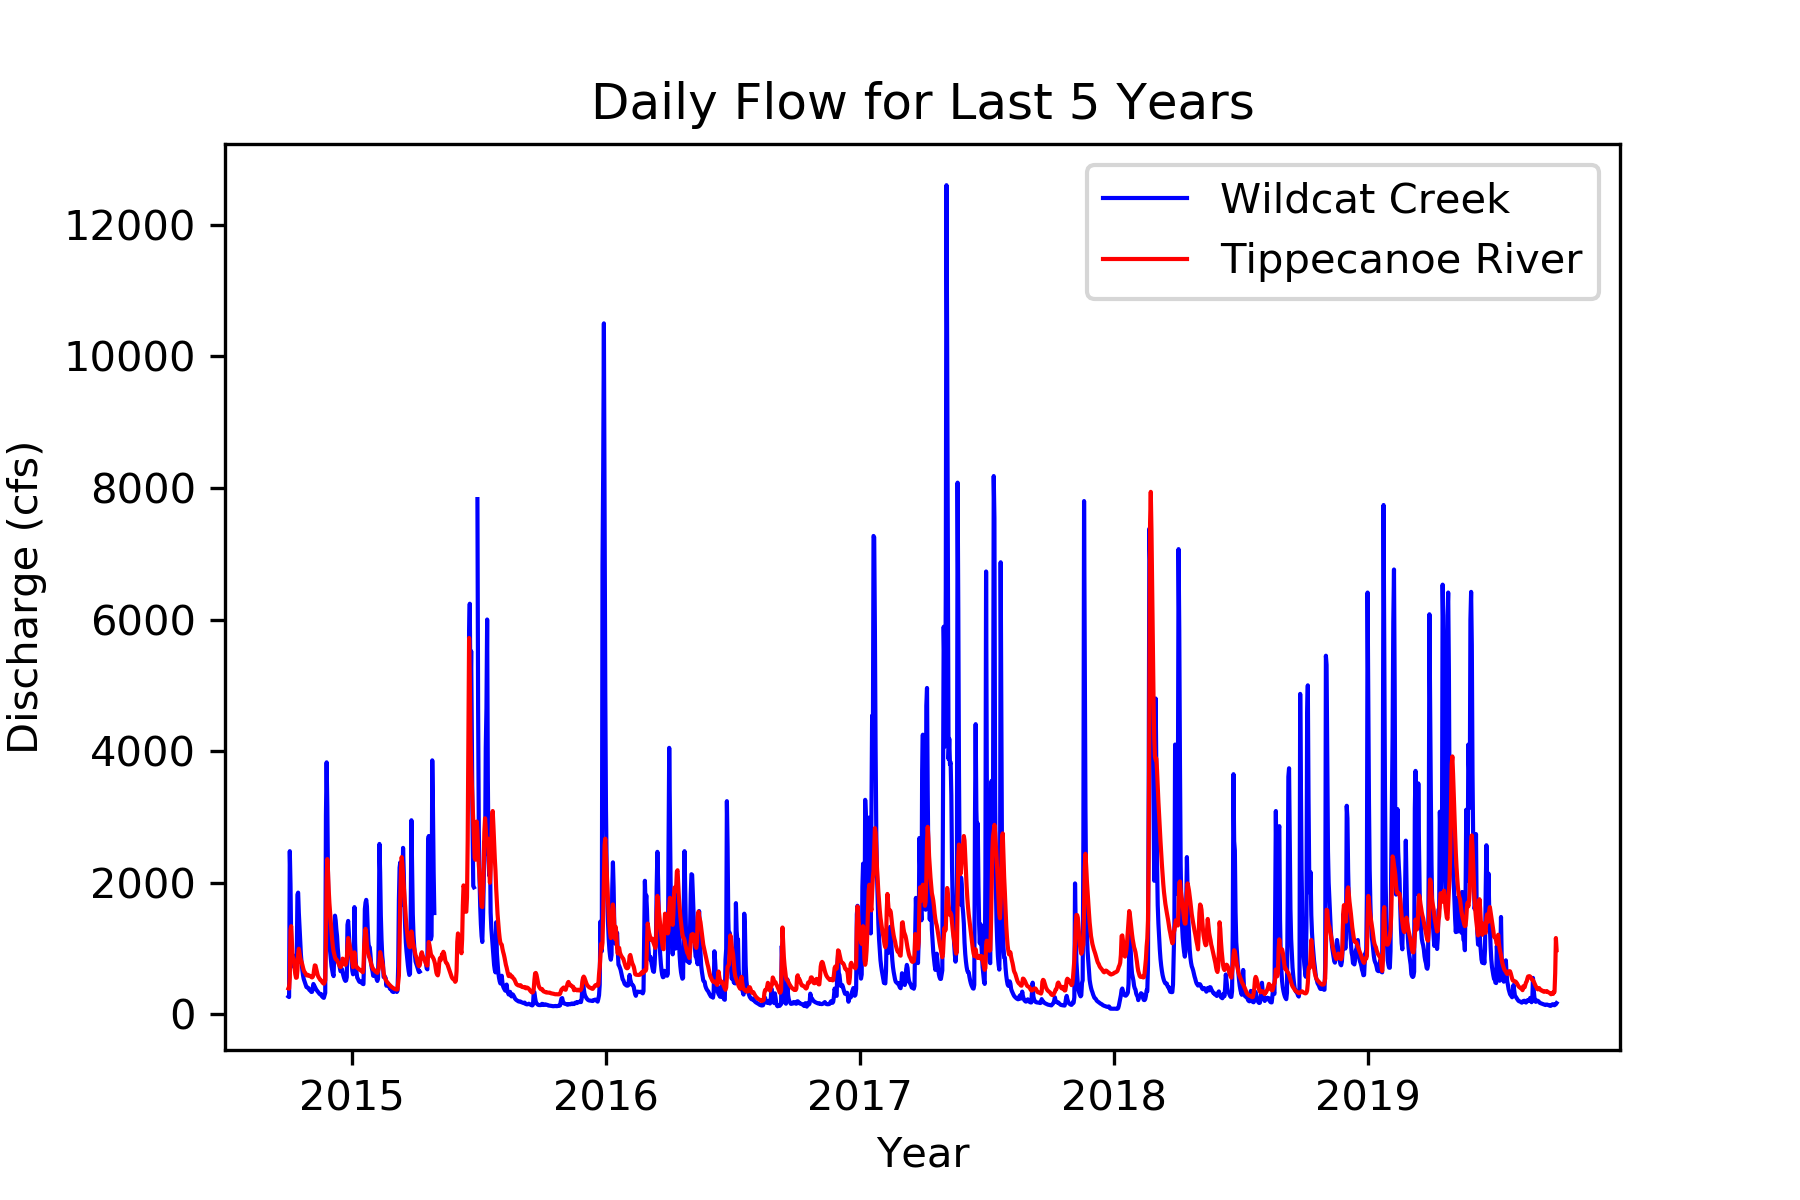 Daily Flow for Last 5 Years
Wildcat Creek
Tippecanoe River
Discharge (cfs)
12000
10000
8000
6000
4000
2000
0
2015 2016 2017 2018 2019
Year